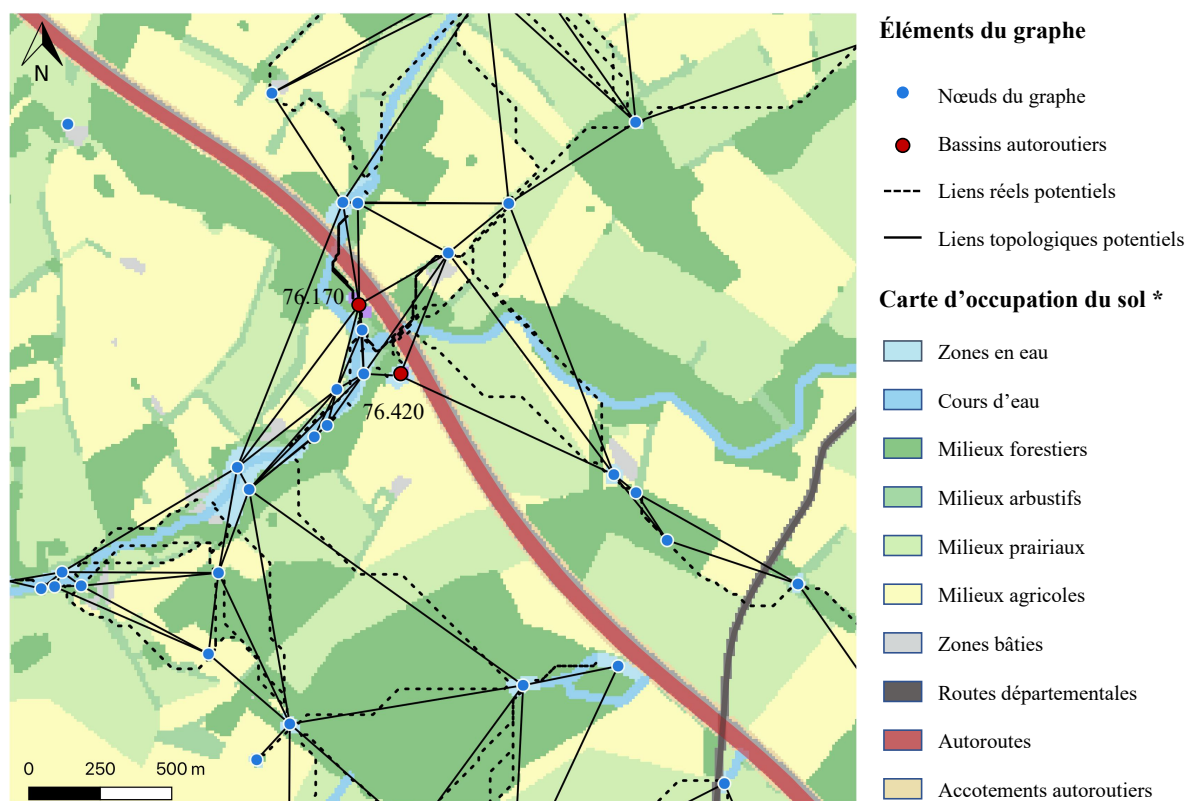 N
76.170
76.420
0 250 500 m
Éléments du graphe
Nœuds du graphe
Bassins autoroutiers
Liens réels potentiels
Liens topologiques potentiels
Carte d’occupation du sol *
Zones en eau
Cours d’eau
Milieux forestiers
Milieux arbustifs
Milieux prairiaux
Milieux agricoles
Zones bâties
Routes départementales
Autoroutes
Accotements autoroutiers